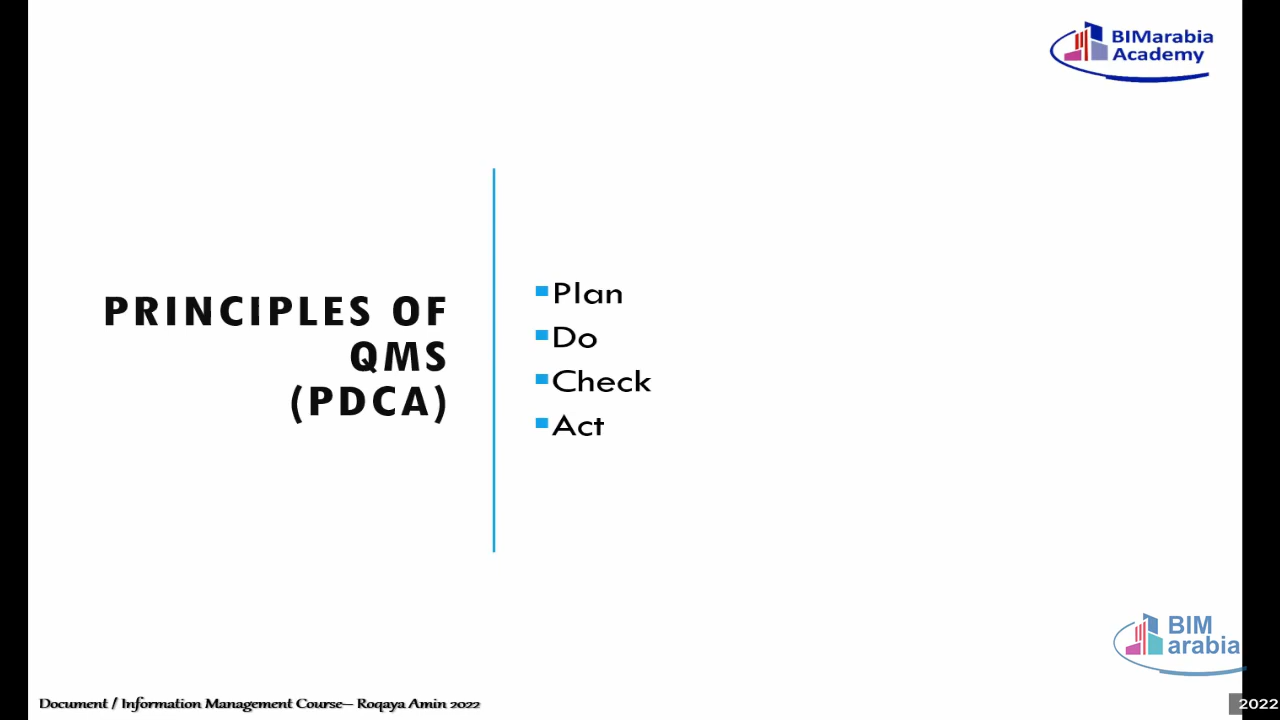 BIMarabia
Academy
PRINCIPLES OF
QMS
(PDCA)
Plan
Do
Check
Act
BIM
arabia
Document / Information Management Course– Roqaya Amin 2022
2022